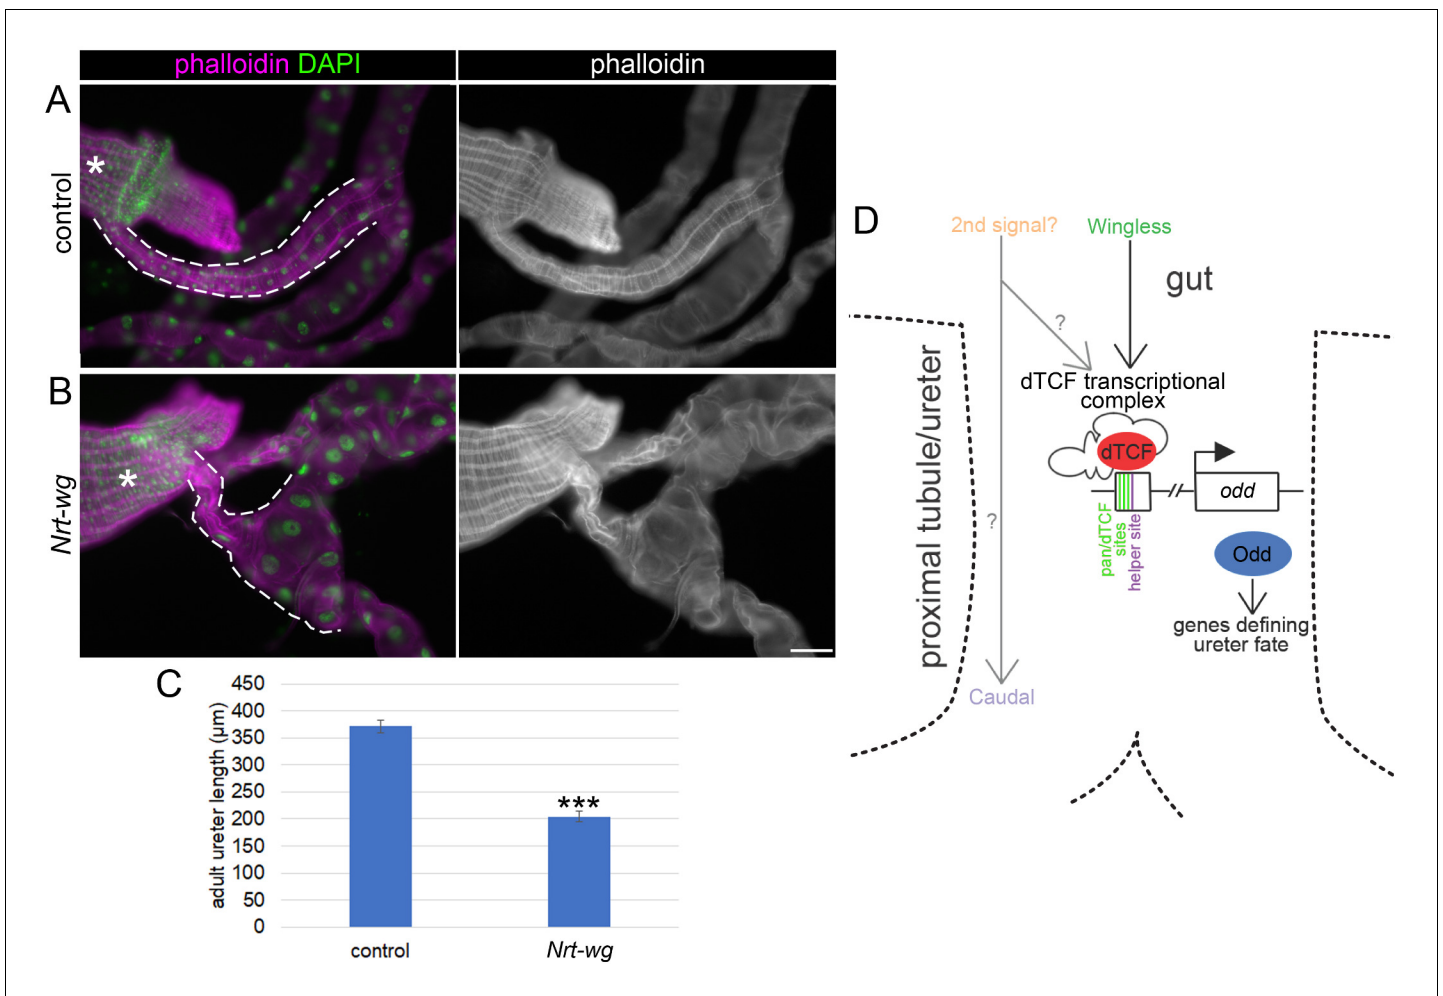 phalloidin DAPI
phalloidin
A
control
*
B
Nrt-wg
*
C
450
400
350
300
250
200
150
100
50
0
adult ureter length (µm)
***
control
Nrt-wg
D
2nd signal?
Wingless
gut
?
proximal tubule/ureter
dTCF transcriptional
complex
dTCF
odd
?
pan/dTCF
sites
helper site
Odd
genes defining
ureter fate
Caudal